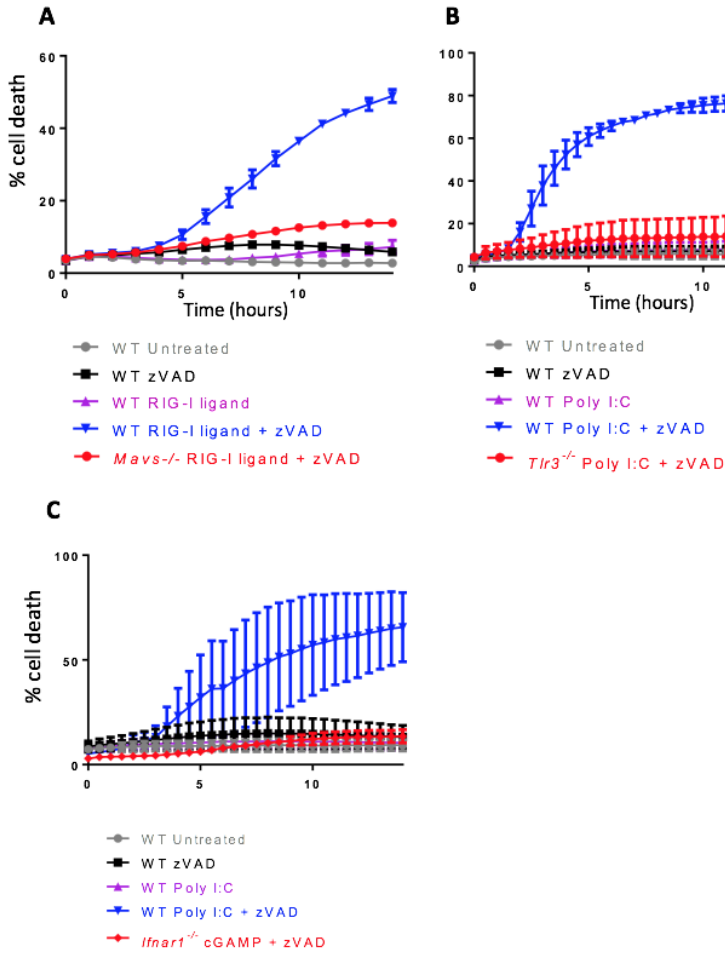 A
60
40
20
0
% cell death
0
5
10
Time (hours)
WT Untreated
WT zVAD
WT RIG-I ligand
WT RIG-I ligand + zVAD
Mavs-/- RIG-I ligand + zVAD
B
100
80
60
40
20
0
% cell death
0
5
10
Time (hours)
WT Untreated
WT zVAD
WT Poly I:C
WT Poly I:C + zVAD
Tlr3-/- Poly I:C + zVAD
C
100
50
0
% cell death
0
5
10
WT Untreated
WT zVAD
WT Poly I:C
WT Poly I:C + zVAD
Ifnar1-/- cGAMP + zVAD